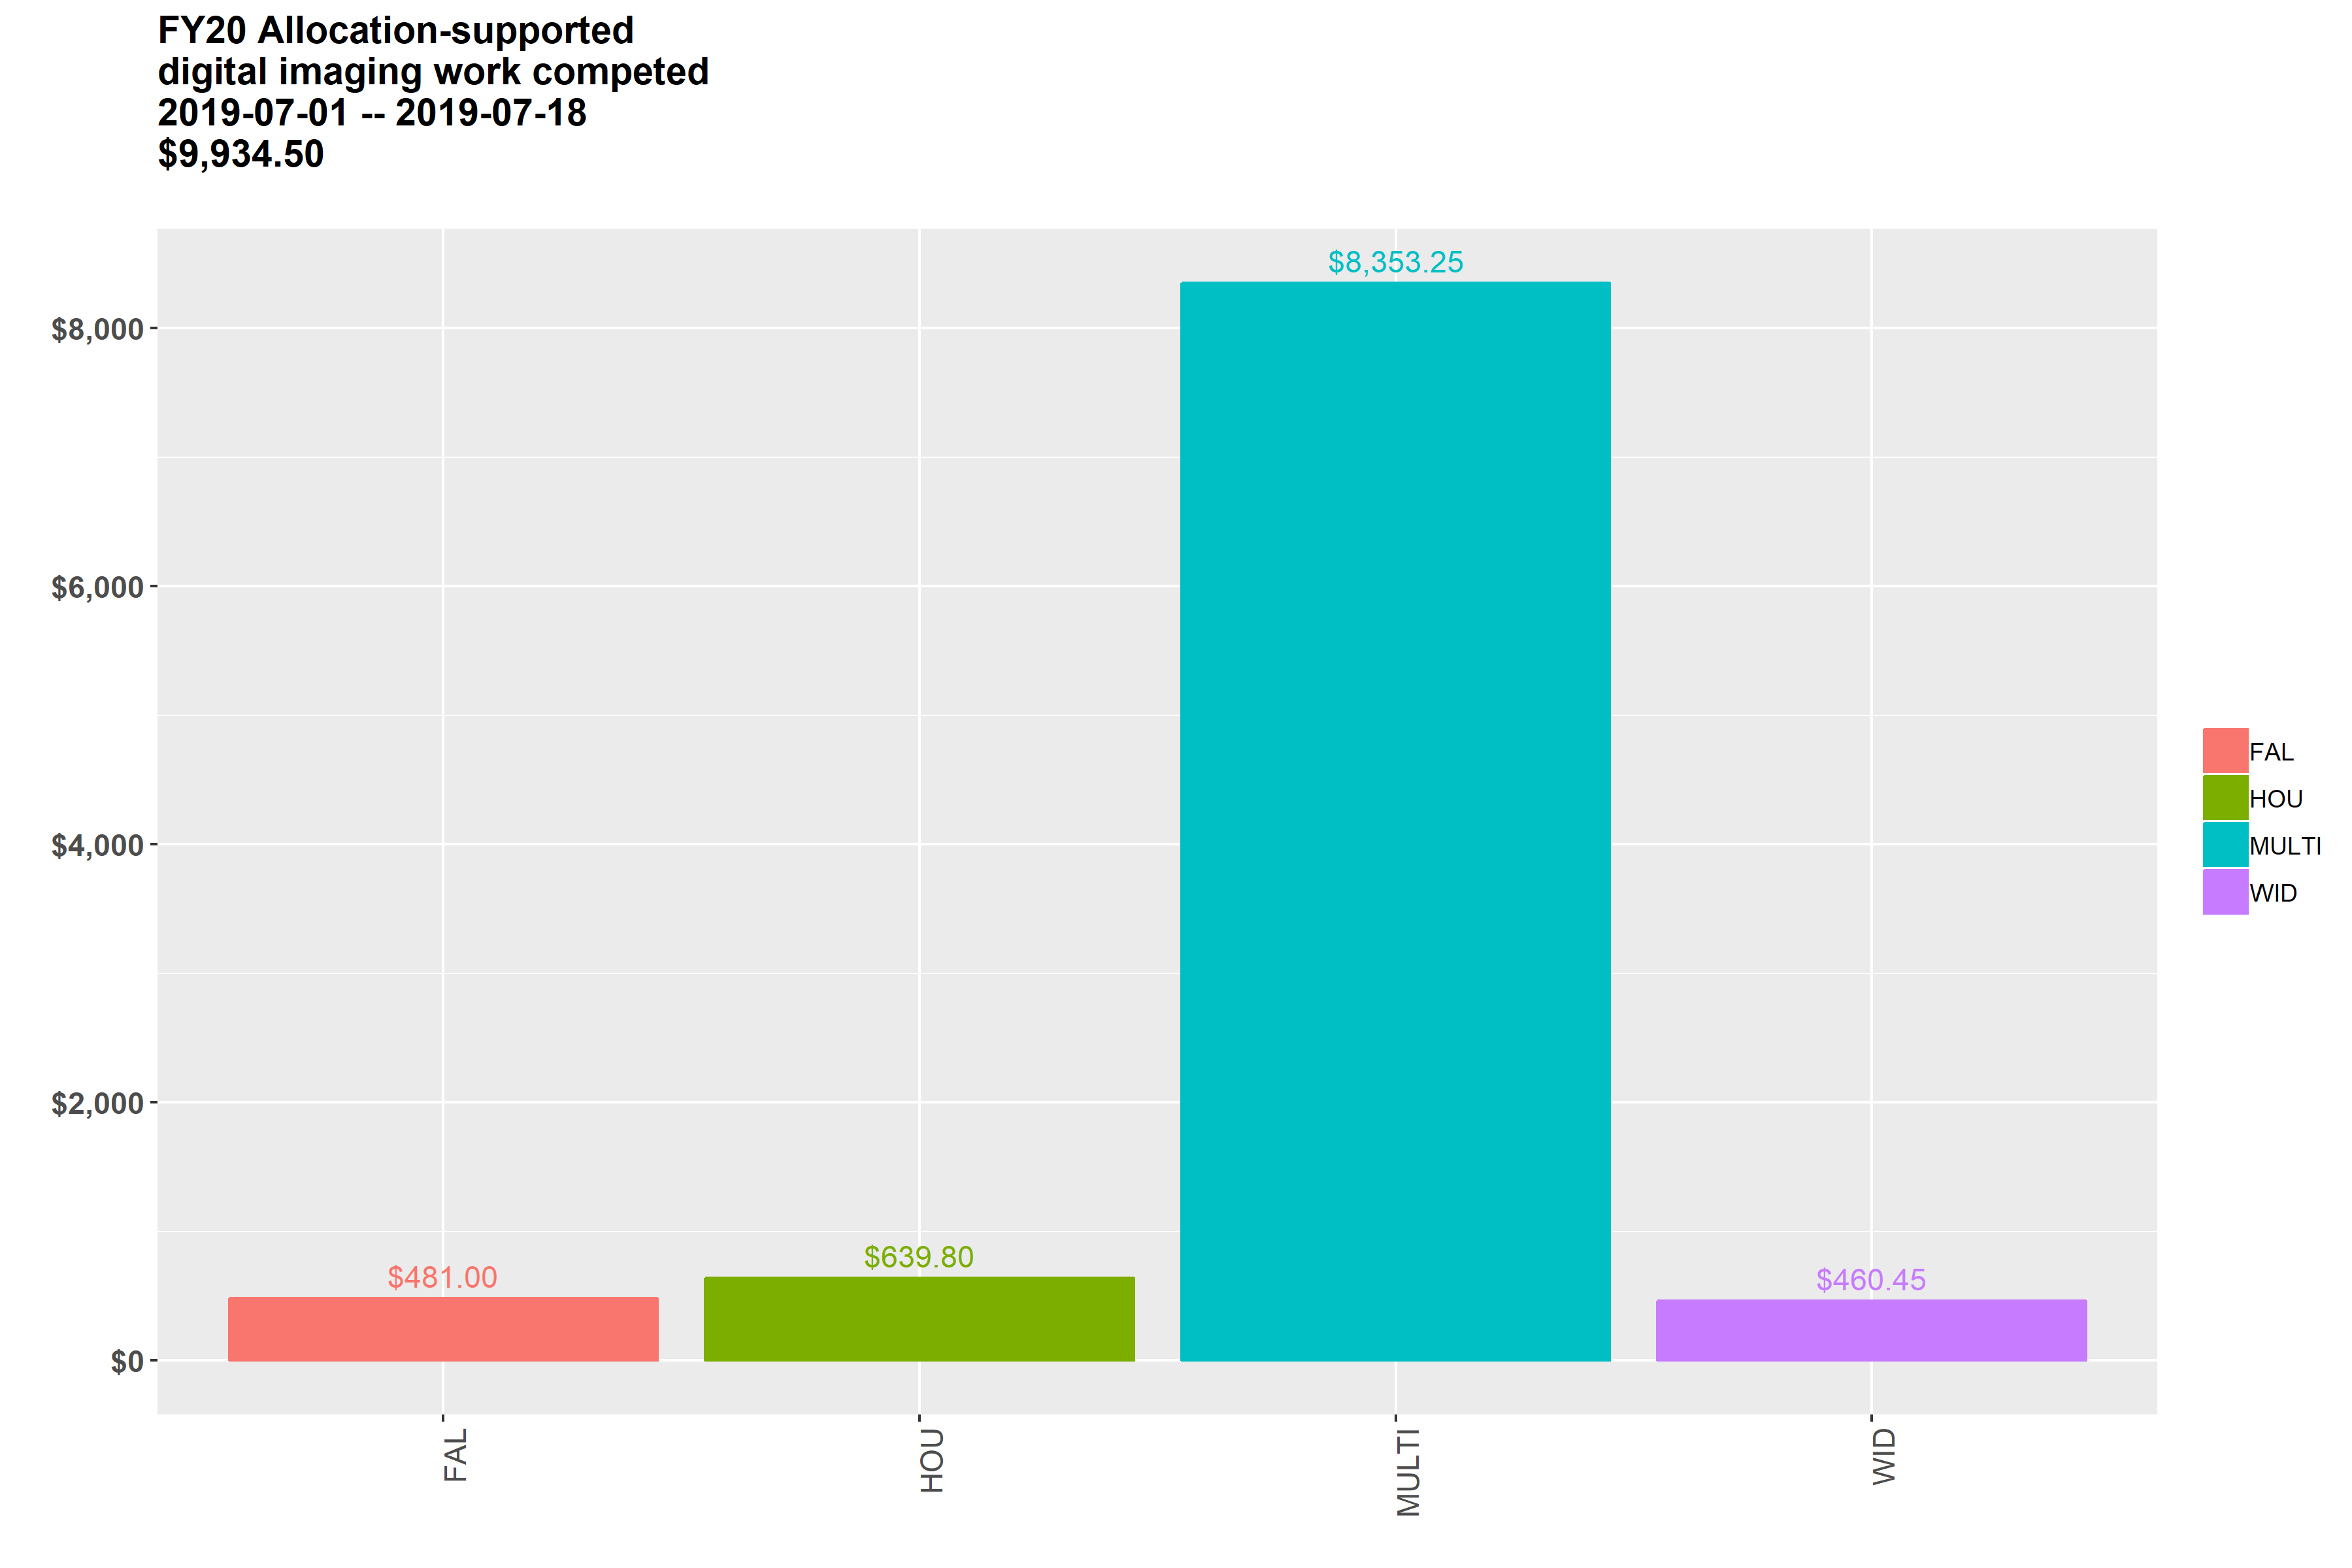 FY20 Allocation-supported
digital imaging work competed
2019-07-01 -- 2019-07-18
$9,934.50
$8,353.25
$8,000
$6,000
$4,000
$2,000
$639.80
$481.00
$460.45
$0
FAL
HOU
MULTI
WID
FAL
HOU
MULTI
WID